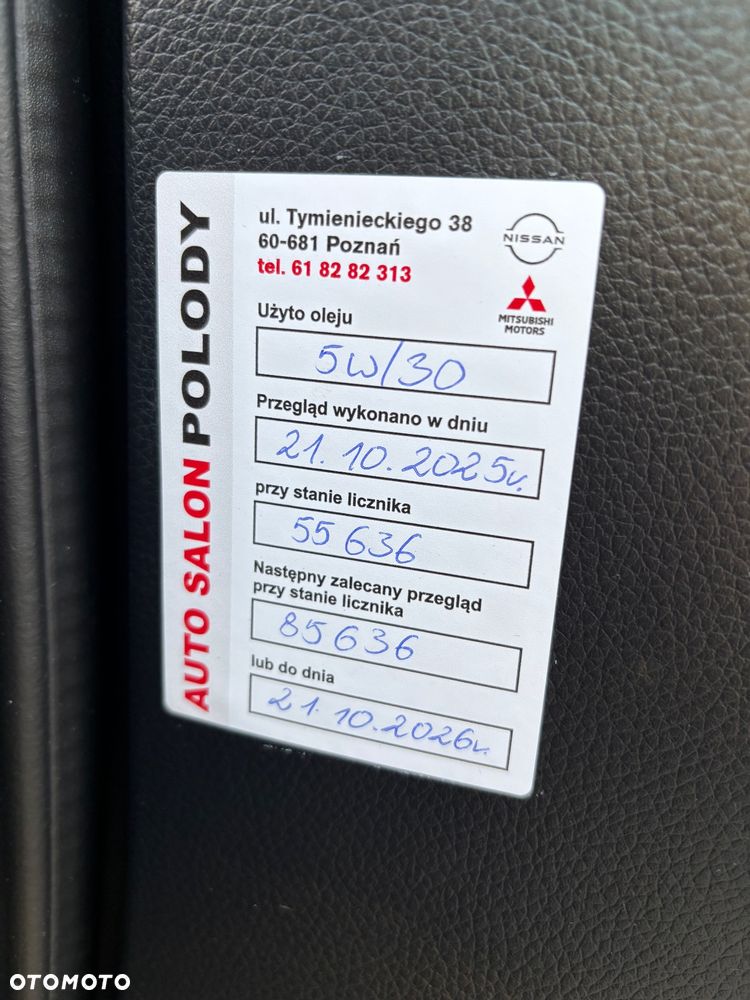 AUTO SALON POLODY
ul. Tymienieckiego 38
60-681 Poznań
tel. 61 82 82 313
NISSAN
MITSUBISHI
MOTORS
Użyto oleju
5W/30
Przegląd wykonano w dniu
21.10.2025r.
przy stanie licznika
55 636
Następny zalecany przegląd
przy stanie licznika
85636
lub do dnia
21.10.2026r.
OTOMOTO